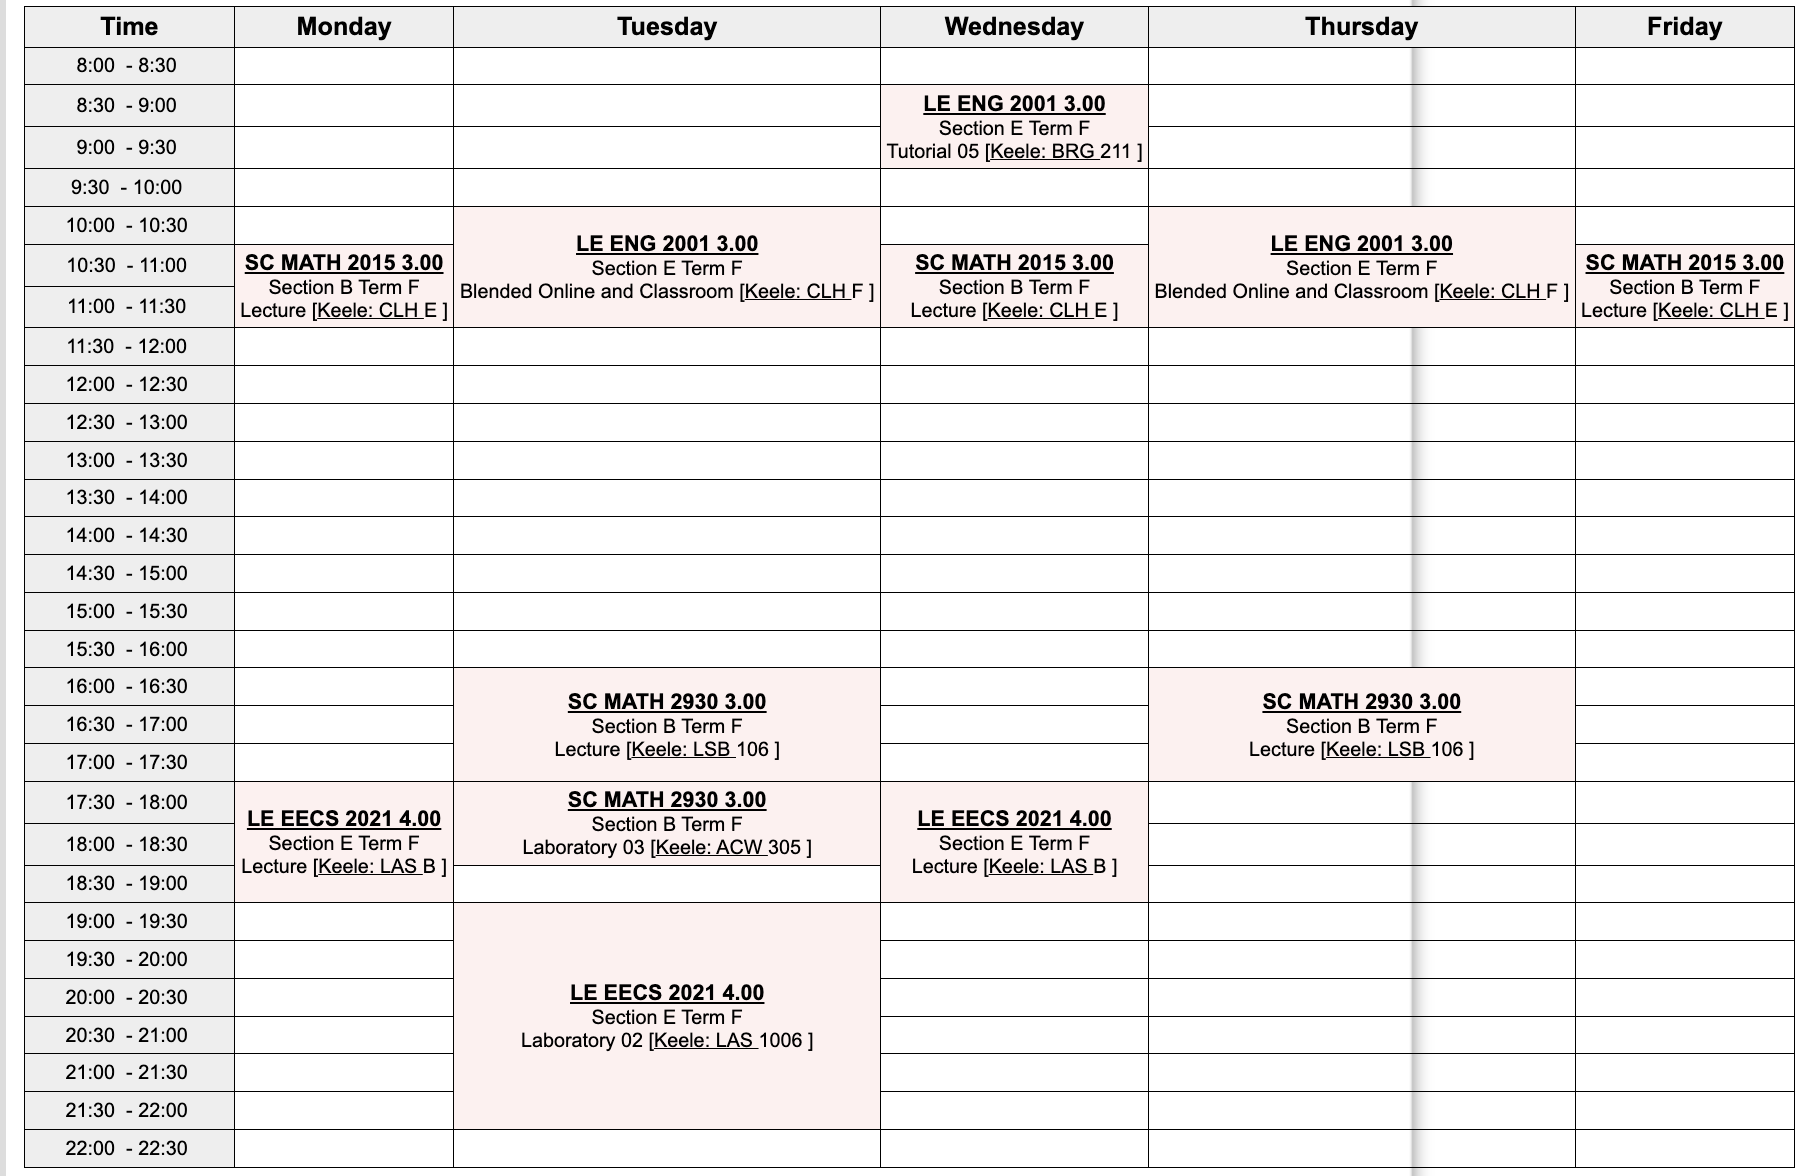 Time Monday Tuesday Wednesday Thursday Friday
8:00 - 8:30
8:30 - 9:00
LE ENG 2001 3.00
Section E Term F
Tutorial 05 [Keele: BRG 211 ]
9:00 - 9:30
9:30 - 10:00
10:00 - 10:30
LE ENG 2001 3.00
Section E Term F
Blended Online and Classroom [Keele: CLH F ]
LE ENG 2001 3.00
Section E Term F
Blended Online and Classroom [Keele: CLH F ]
10:30 - 11:00
SC MATH 2015 3.00
Section B Term F
Lecture [Keele: CLH E ]
SC MATH 2015 3.00
Section B Term F
Lecture [Keele: CLH E ]
SC MATH 2015 3.00
Section B Term F
Lecture [Keele: CLH E ]
11:00 - 11:30
11:30 - 12:00
12:00 - 12:30
12:30 - 13:00
13:00 - 13:30
13:30 - 14:00
14:00 - 14:30
14:30 - 15:00
15:00 - 15:30
15:30 - 16:00
16:00 - 16:30
SC MATH 2930 3.00
Section B Term F
Lecture [Keele: LSB 106 ]
SC MATH 2930 3.00
Section B Term F
Lecture [Keele: LSB 106 ]
16:30 - 17:00
17:00 - 17:30
17:30 - 18:00
LE EECS 2021 4.00
Section E Term F
Lecture [Keele: LAS B ]
SC MATH 2930 3.00
Section B Term F
Laboratory 03 [Keele: ACW 305 ]
LE EECS 2021 4.00
Section E Term F
Lecture [Keele: LAS B ]
18:00 - 18:30
18:30 - 19:00
19:00 - 19:30
LE EECS 2021 4.00
Section E Term F
Laboratory 02 [Keele: LAS 1006 ]
19:30 - 20:00
20:00 - 20:30
20:30 - 21:00
21:00 - 21:30
21:30 - 22:00
22:00 - 22:30